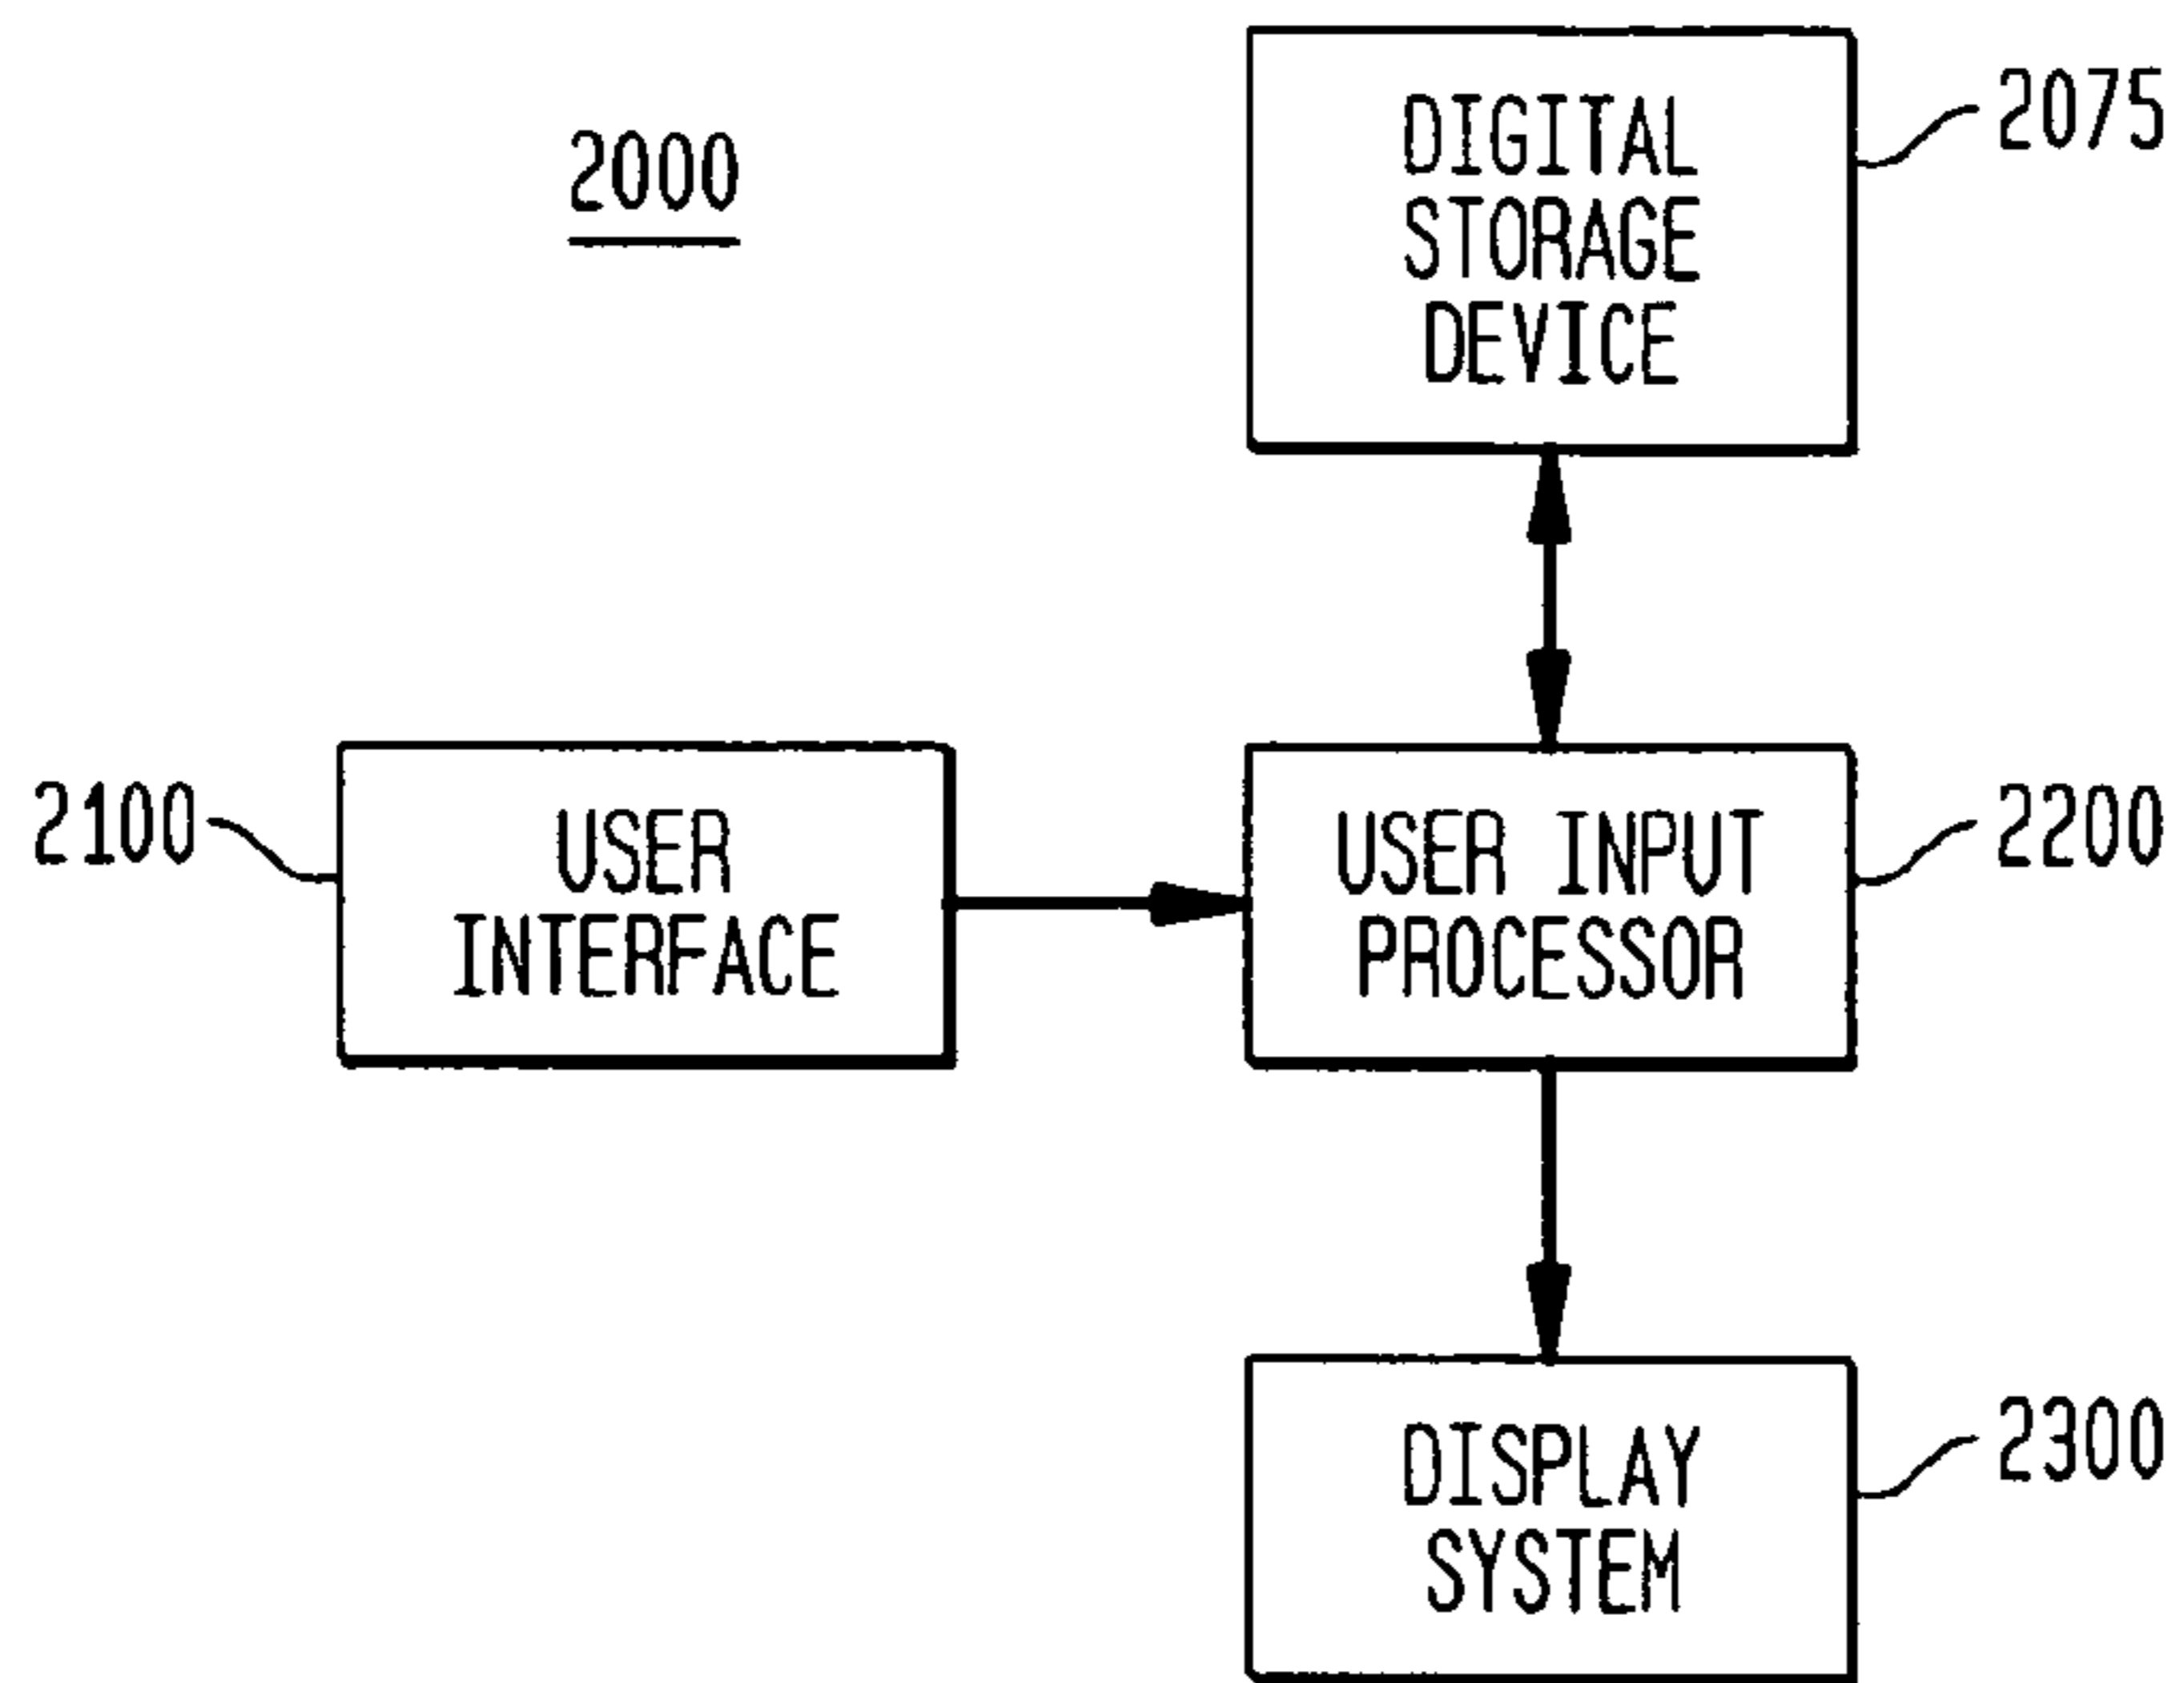 2000
DIGITAL
STORAGE
DEVICE
2075
2100
USER
INTERFACE
USER INPUT
PROCESSOR
2200
DISPLAY
SYSTEM
2300